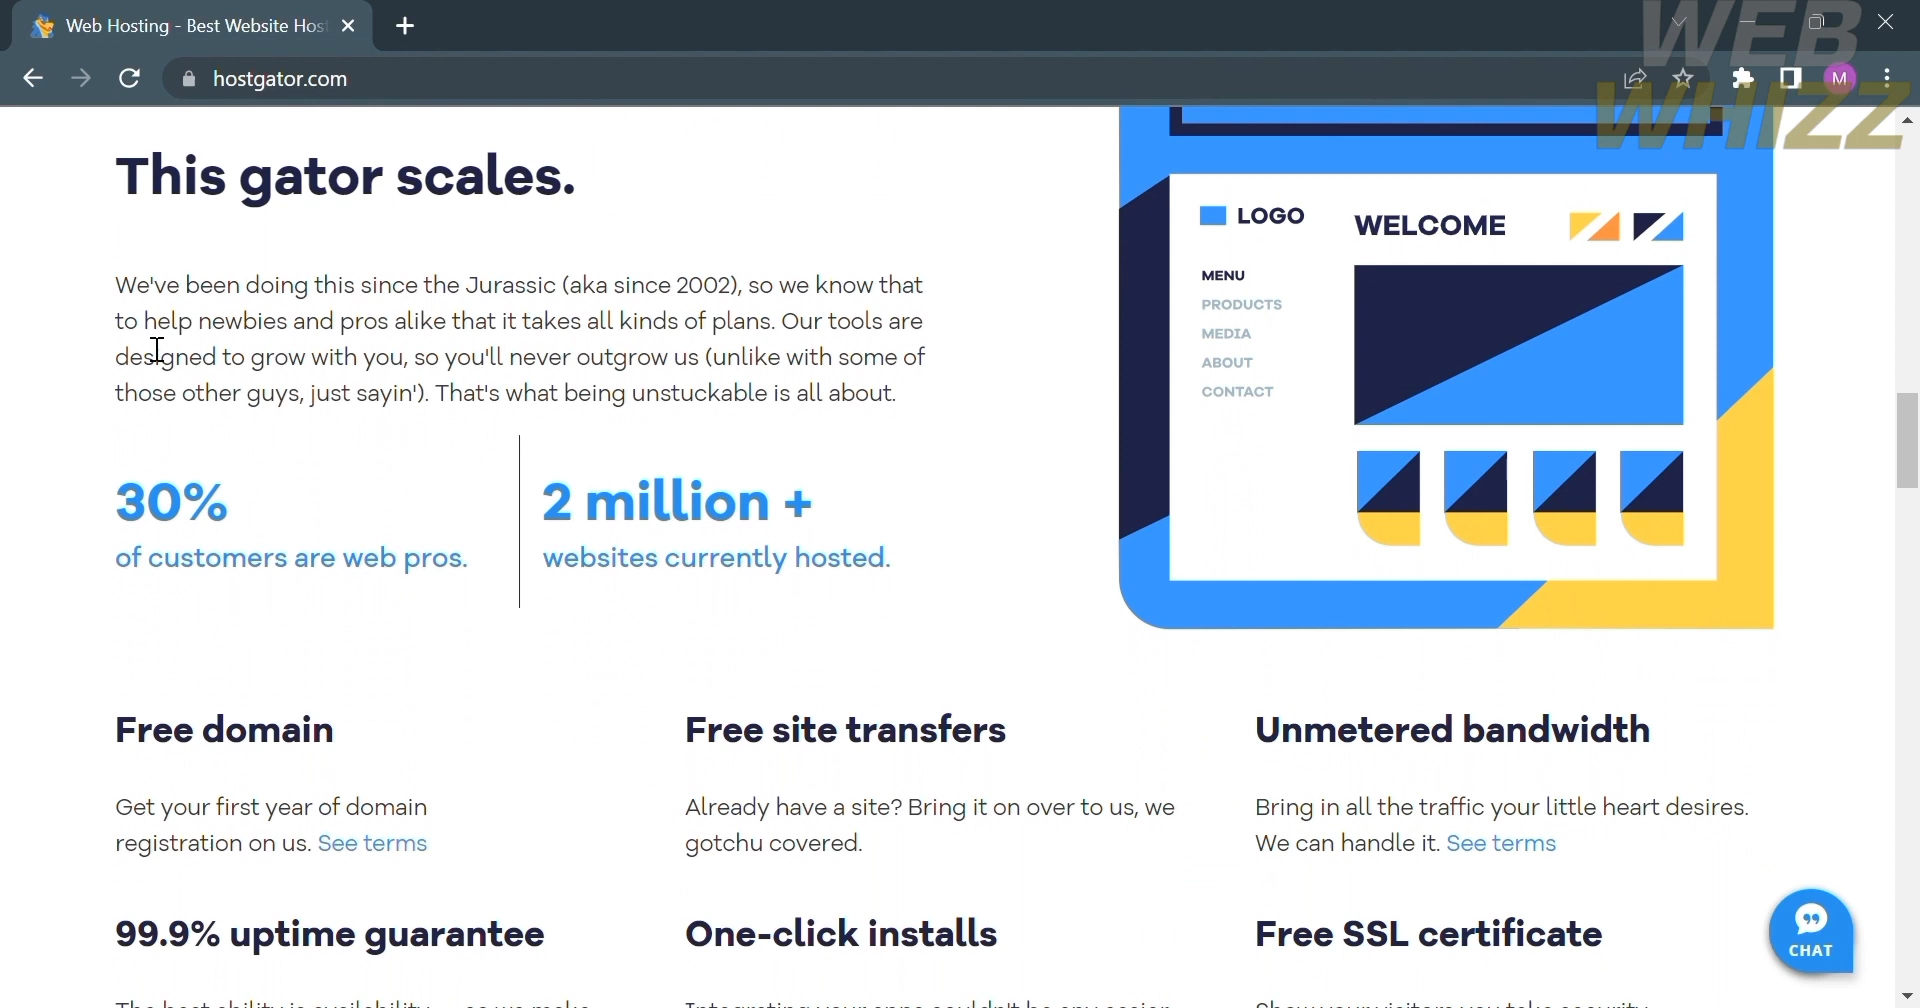 Web Hosting - Best Website Hos
hostgator.com
M
WEB
WHIZZ
This gator scales.
We've been doing this since the Jurassic (aka since 2002), so we know that
to help newbies and pros alike that it takes all kinds of plans. Our tools are
designed to grow with you, so you'll never outgrow us (unlike with some of
those other guys, just sayin'). That's what being unstuckable is all about.
30%
of customers are web pros.
2 million +
websites currently hosted.
LOGO
WELCOME
MENU
PRODUCTS
MEDIA
ABOUT
CONTACT
Free domain
Get your first year of domain
registration on us. See terms
Free site transfers
Already have a site? Bring it on over to us, we
gotchu covered.
Unmetered bandwidth
Bring in all the traffic your little heart desires.
We can handle it. See terms
99.9% uptime guarantee
One-click installs
Free SSL certificate
CHAT